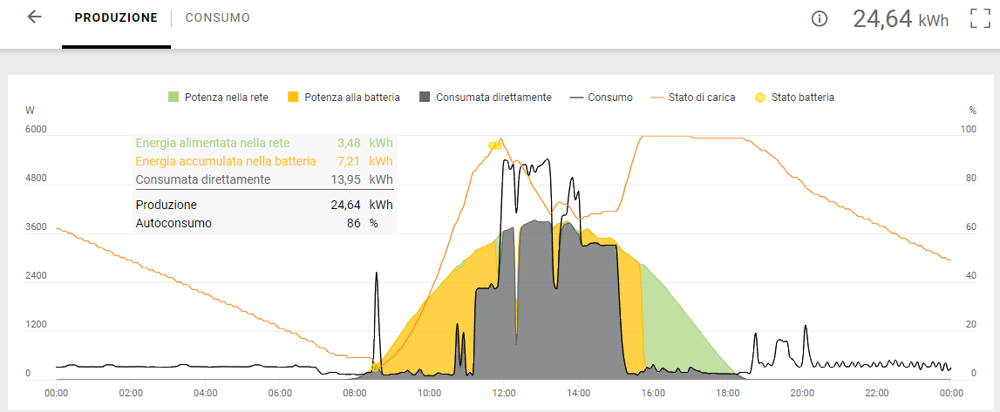 PRODUZIONE CONSUMO 24,64 kWh
Potenza nella rete Potenza alla batteria Consumata direttamente Consumo Stato di carica Stato batteria
W %
6000 100
Energia alimentata nella rete 3,48 kWh
Energia accumulata nella batteria 7,21 kWh
Consumata direttamente 13,95 kWh
4800 80
Produzione 24,64 kWh
Autoconsumo 86 %
3600 60
2400 40
1200 20
0 0
00:00 02:00 04:00 06:00 08:00 10:00 12:00 14:00 16:00 18:00 20:00 22:00 00:00